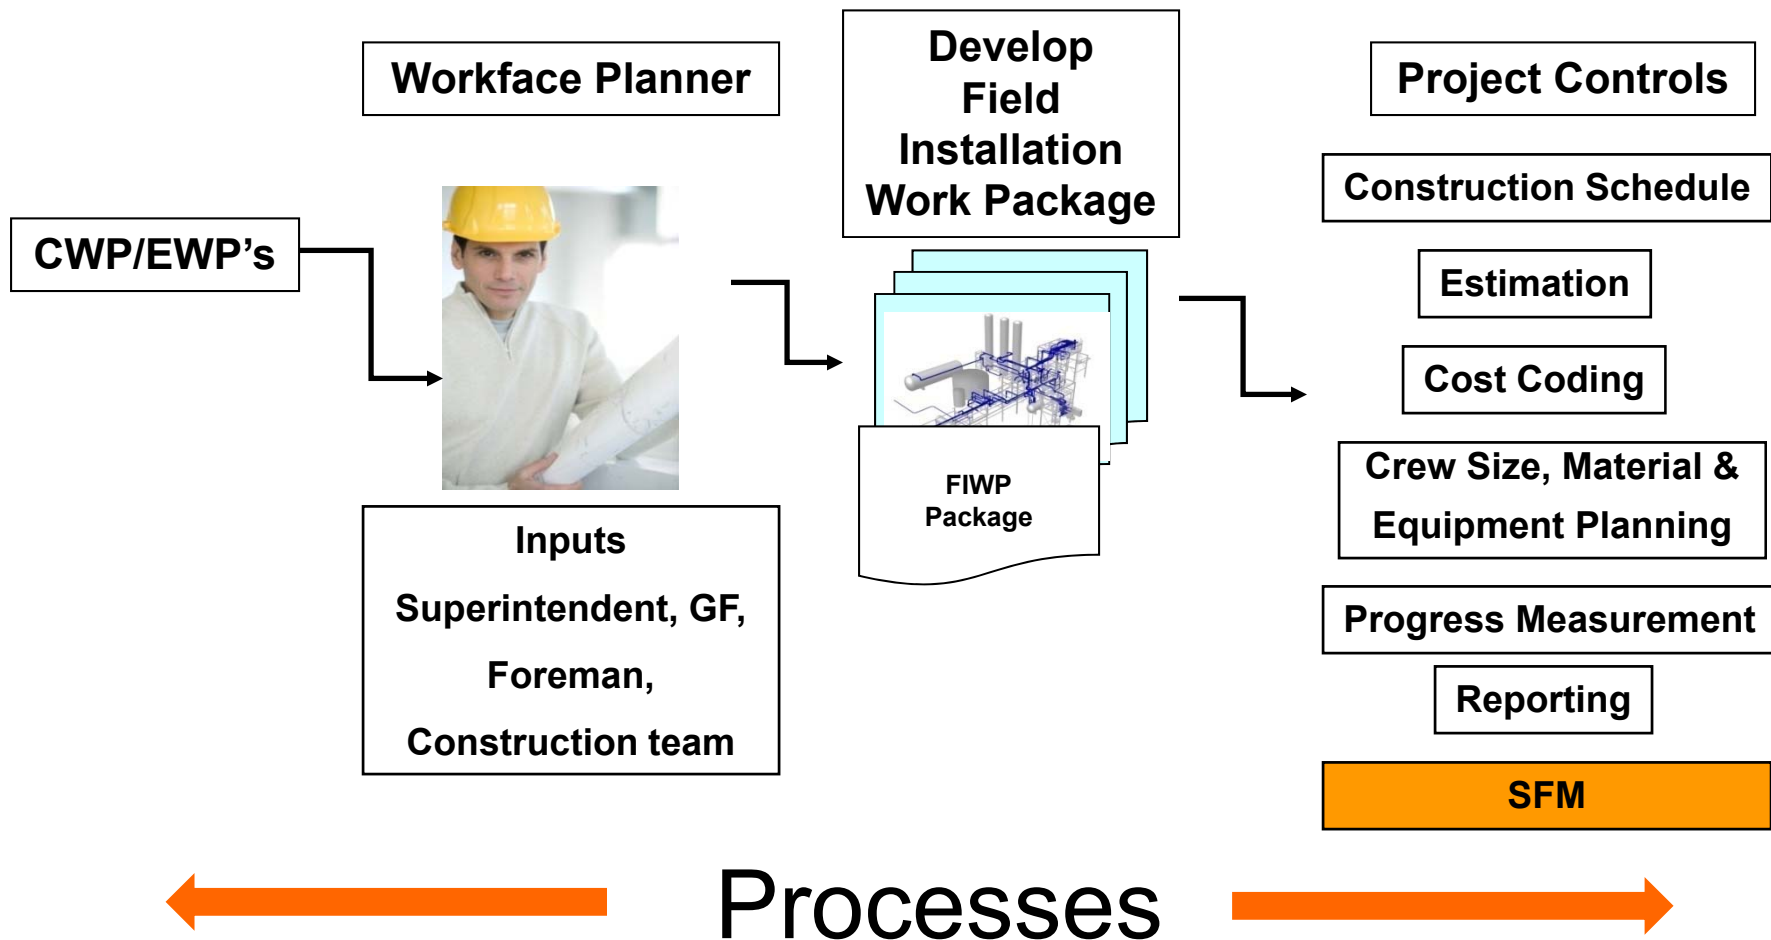 Workface Planner
Develop
Field
Installation
Work Package
Project Controls
CWP/EWP’s
Construction Schedule
Estimation
Cost Coding
Crew Size, Material &
Equipment Planning
Progress Measurement
Reporting
SFM
FIWP
Package
Inputs
Superintendent, GF,
Foreman,
Construction team
Processes